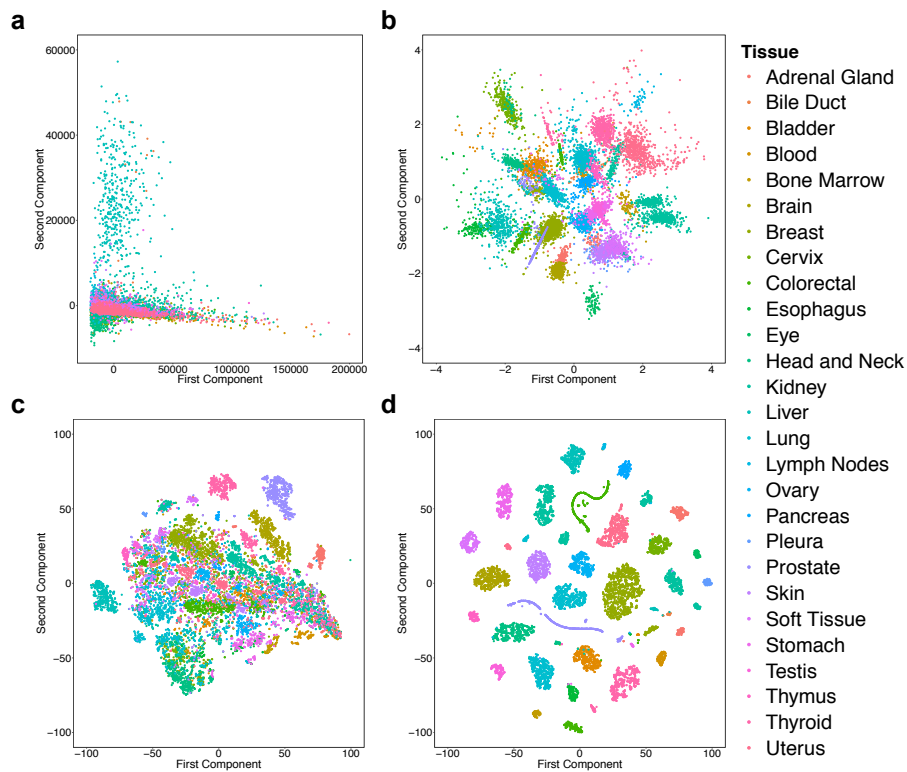 a
60000
40000
20000
0
Second Component
0
50000
100000
150000
200000
First Component
b
4
2
0
−2
−4
Second Component
−4
−2
0
2
4
First Component
c
100
50
0
−50
−100
Second Component
−100
−50
0
50
100
First Component
d
100
50
0
−50
−100
Second Component
−100
−50
0
50
100
First Component
Tissue
Adrenal Gland
Bile Duct
Bladder
Blood
Bone Marrow
Brain
Breast
Cervix
Colorectal
Esophagus
Eye
Head and Neck
Kidney
Liver
Lung
Lymph Nodes
Ovary
Pancreas
Pleura
Prostate
Skin
Soft Tissue
Stomach
Testis
Thymus
Thyroid
Uterus